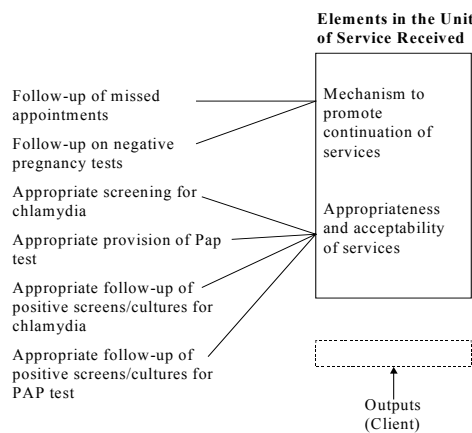 Elements in the Unit
of Service Received
Follow-up of missed
appointments
Follow-up on negative
pregnancy tests
Appropriate screening for
chlamydia
Appropriate provision of Pap
test
Appropriate follow-up of
positive screens/cultures for
chlamydia
Appropriate follow-up of
positive screens/cultures for
PAP test
Mechanism to
promote
continuation of
services
Appropriateness
and acceptability
of services
Outputs
(Client)